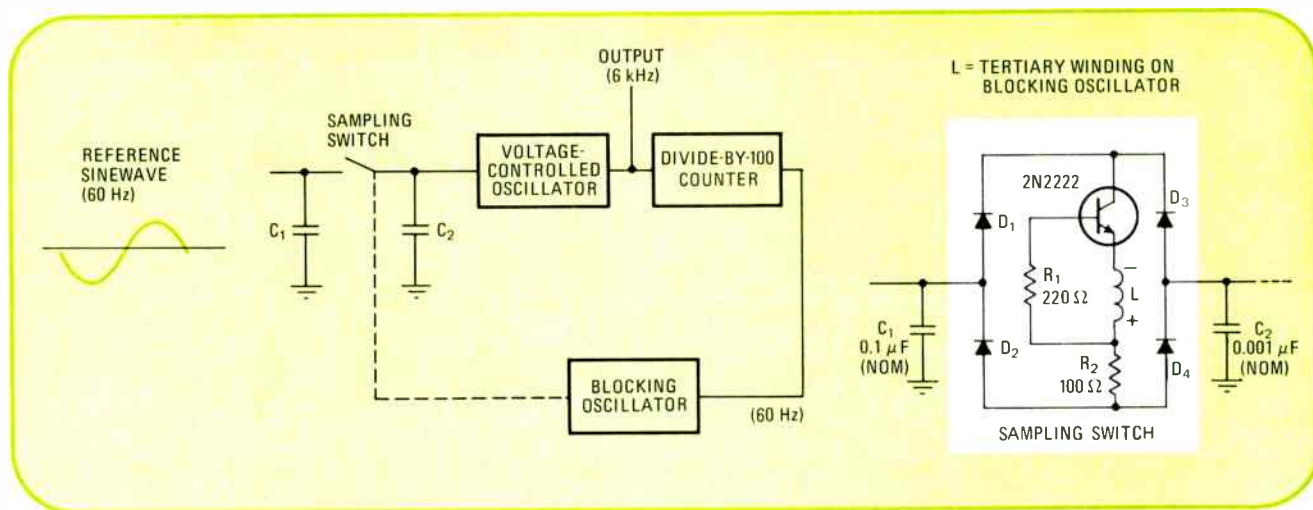 REFERENCE
SINEWAVE
(60 Hz)
SAMPLING
SWITCH
C₁
C₂
VOLTAGE-
CONTROLLED
OSCILLATOR
OUTPUT
(6 kHz)
DIVIDE-BY-100
COUNTER
BLOCKING
OSCILLATOR
(60 Hz)
L = TERTIARY WINDING ON
BLOCKING OSCILLATOR
2N2222
D₁
D₃
R₁
220 Ω
–
L
+
C₁
0.1 μF
(NOM)
D₂
R₂
100 Ω
D₄
C₂
0.001 μF
(NOM)
SAMPLING SWITCH